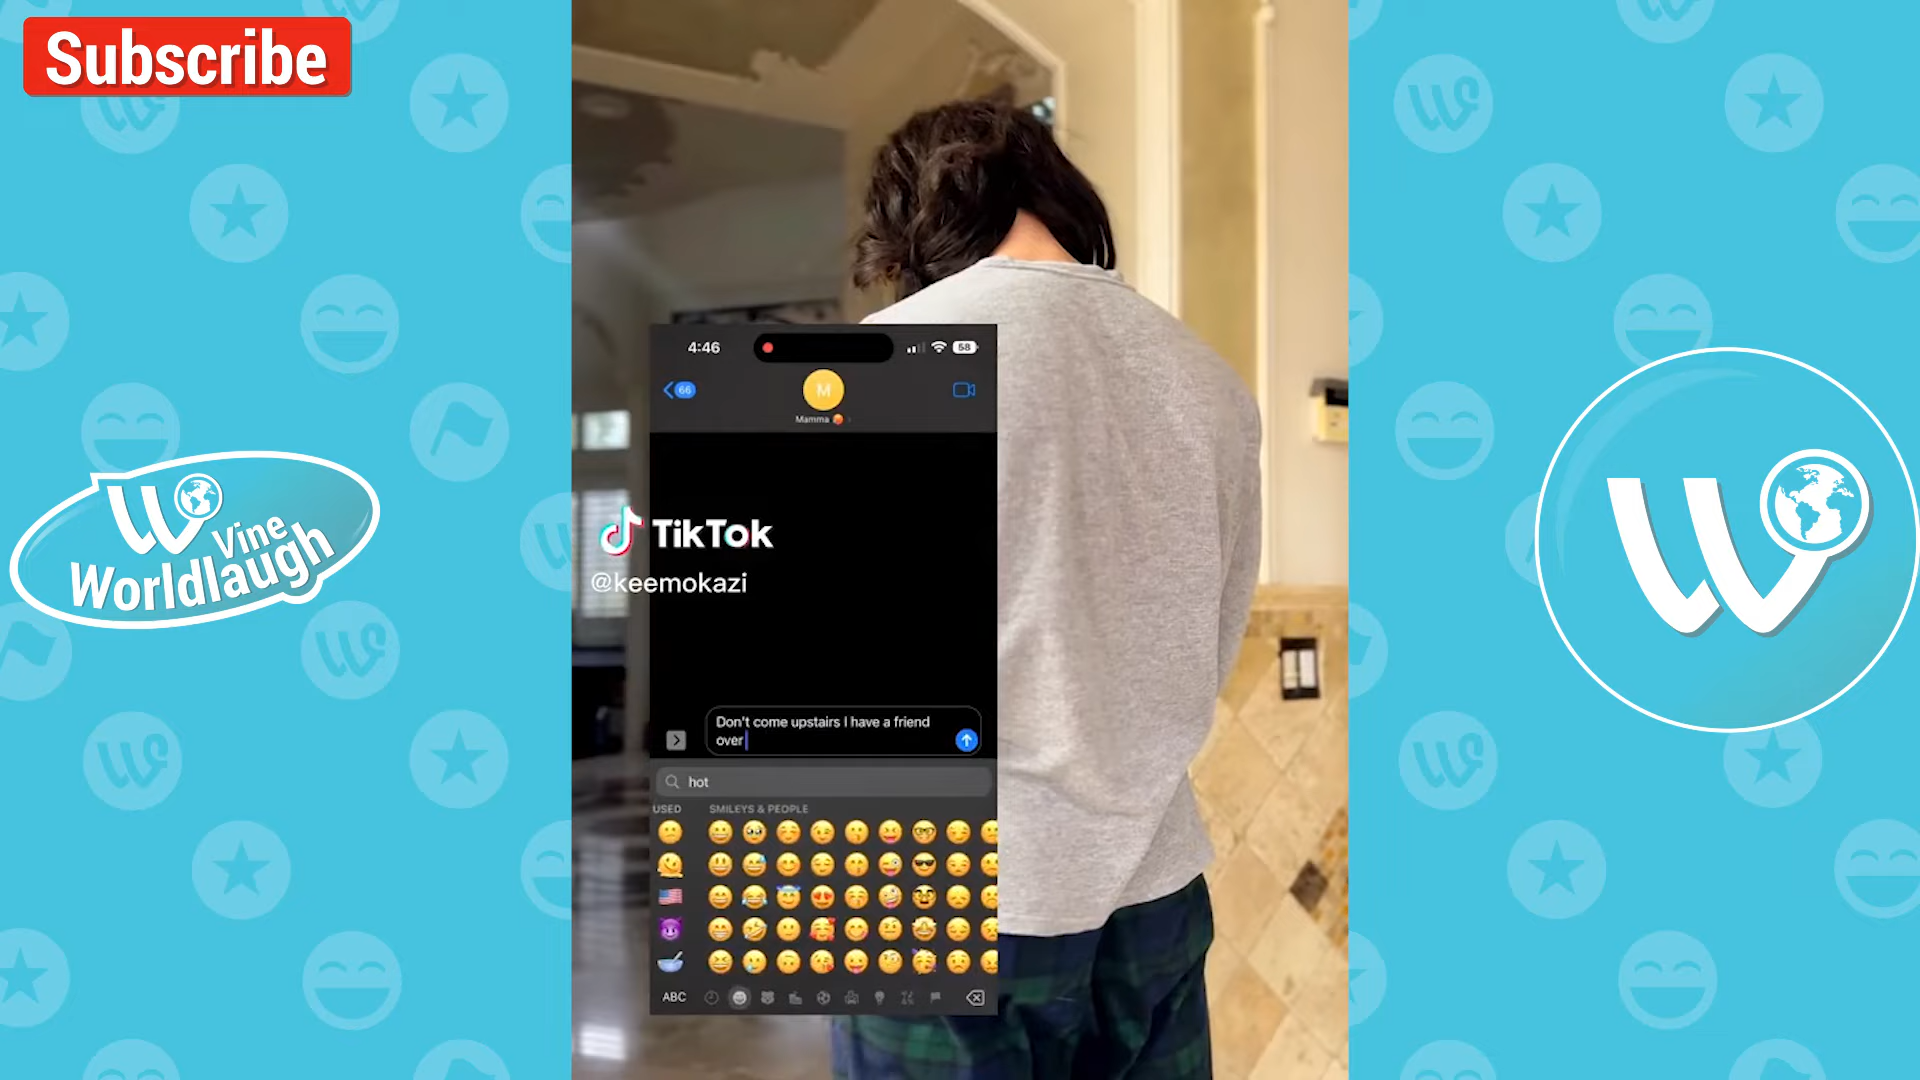 Subscribe
4:46
58
66
M
Mamma
TikTok
@keemokazi
Vine
Worldlaugh
Don't come upstairs I have a friend
over
hot
USED
SMILEYS & PEOPLE
ABC